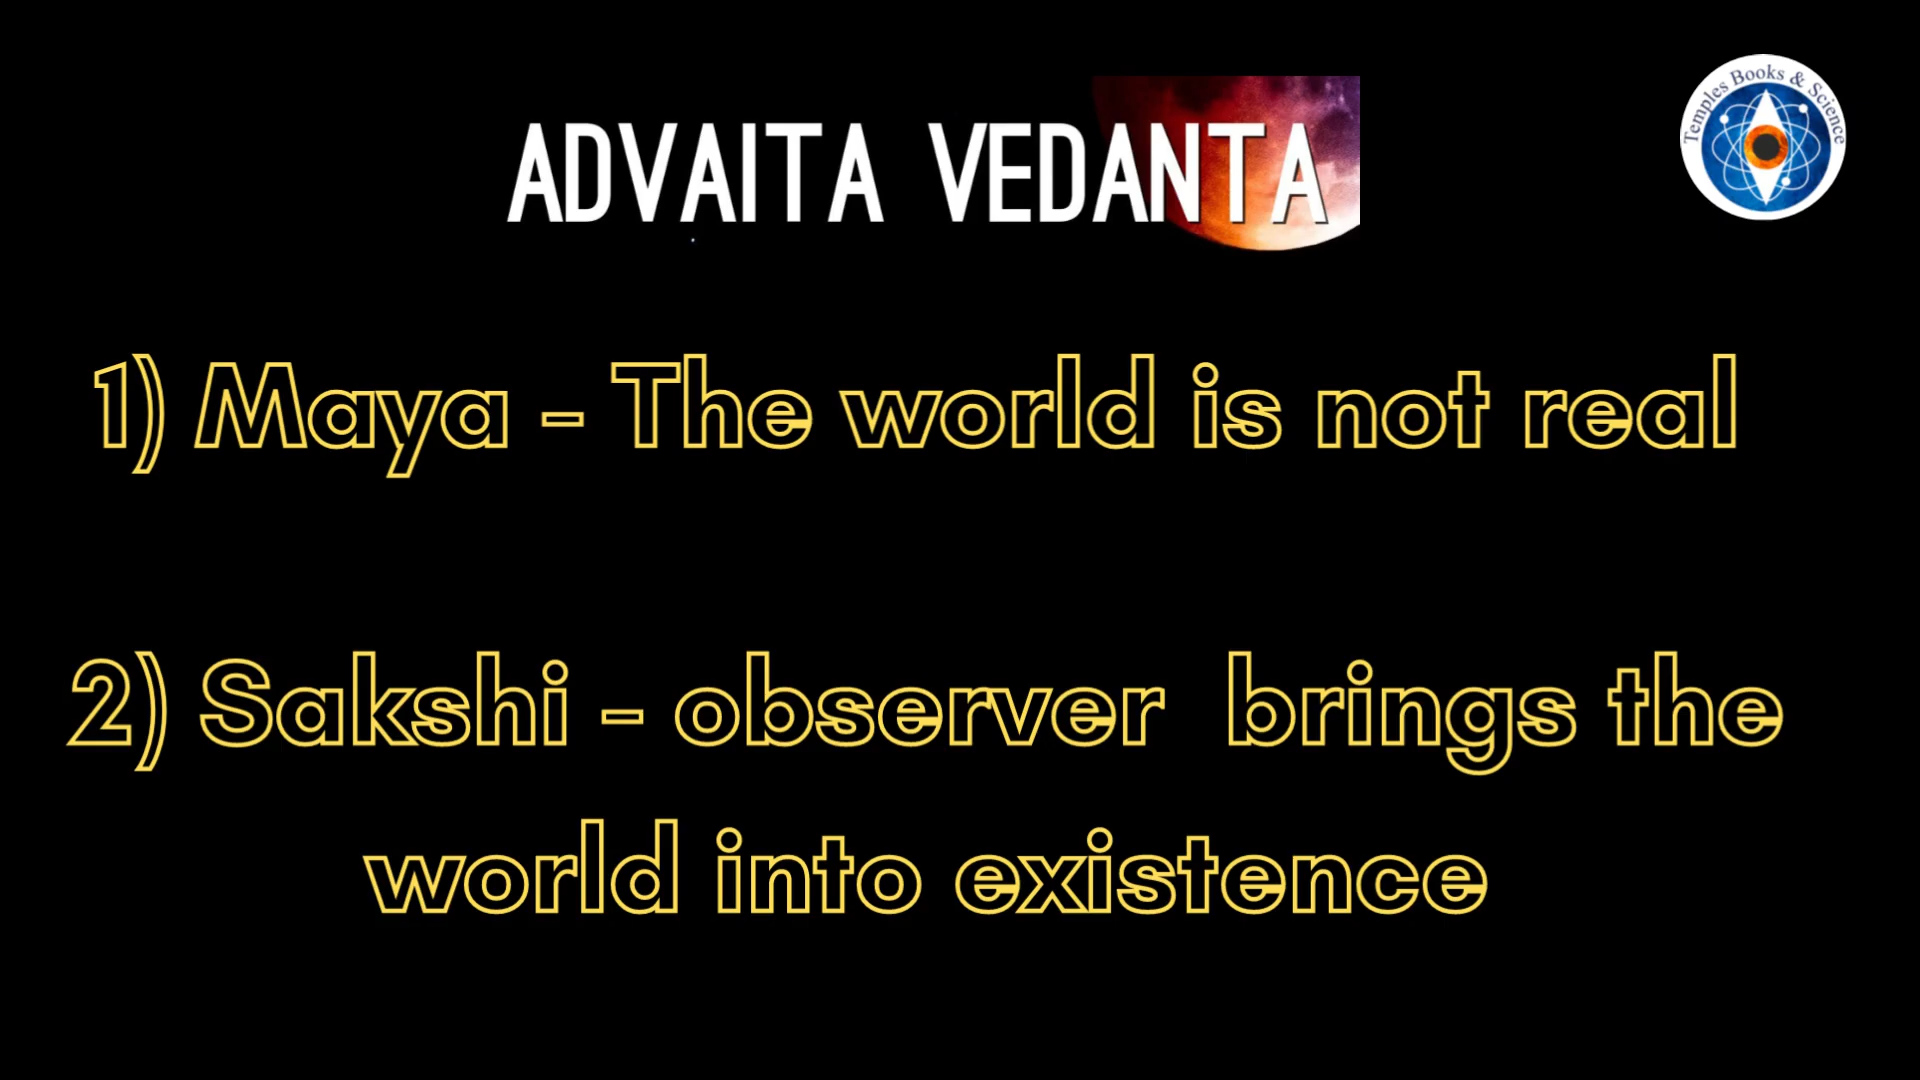 ADVAITA VEDANTA
Temples Books & Science
1) Maya - The world is not real
2) Sakshi - observer brings the
world into existence